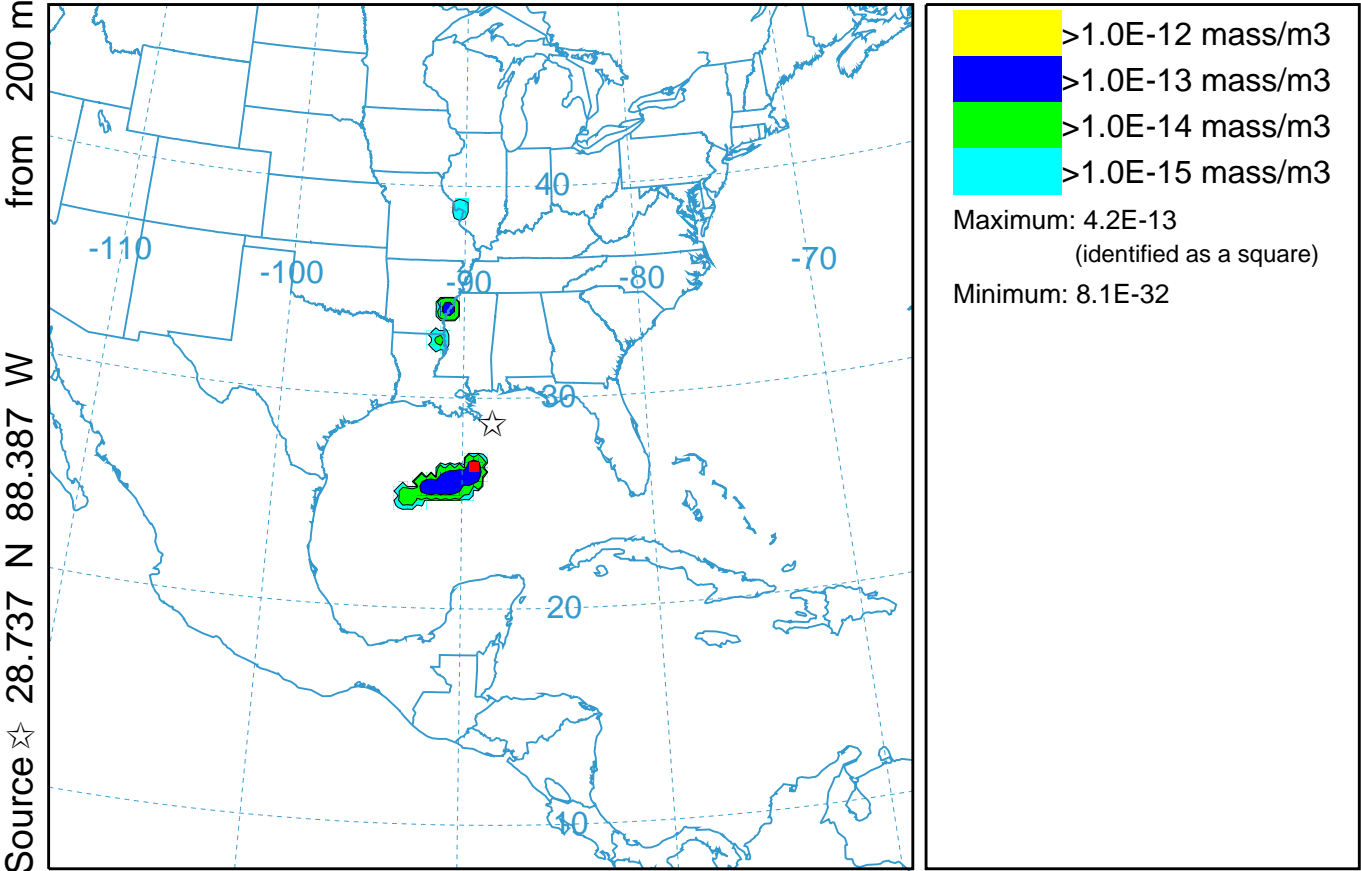 Source ☆ 28.737 N 88.387 W from 200 m
>1.0E-12 mass/m3
>1.0E-13 mass/m3
>1.0E-14 mass/m3
>1.0E-15 mass/m3
Maximum: 4.2E-13
(identified as a square)
Minimum: 8.1E-32
40
-110
-100
-90
-80
-70
30
20
10